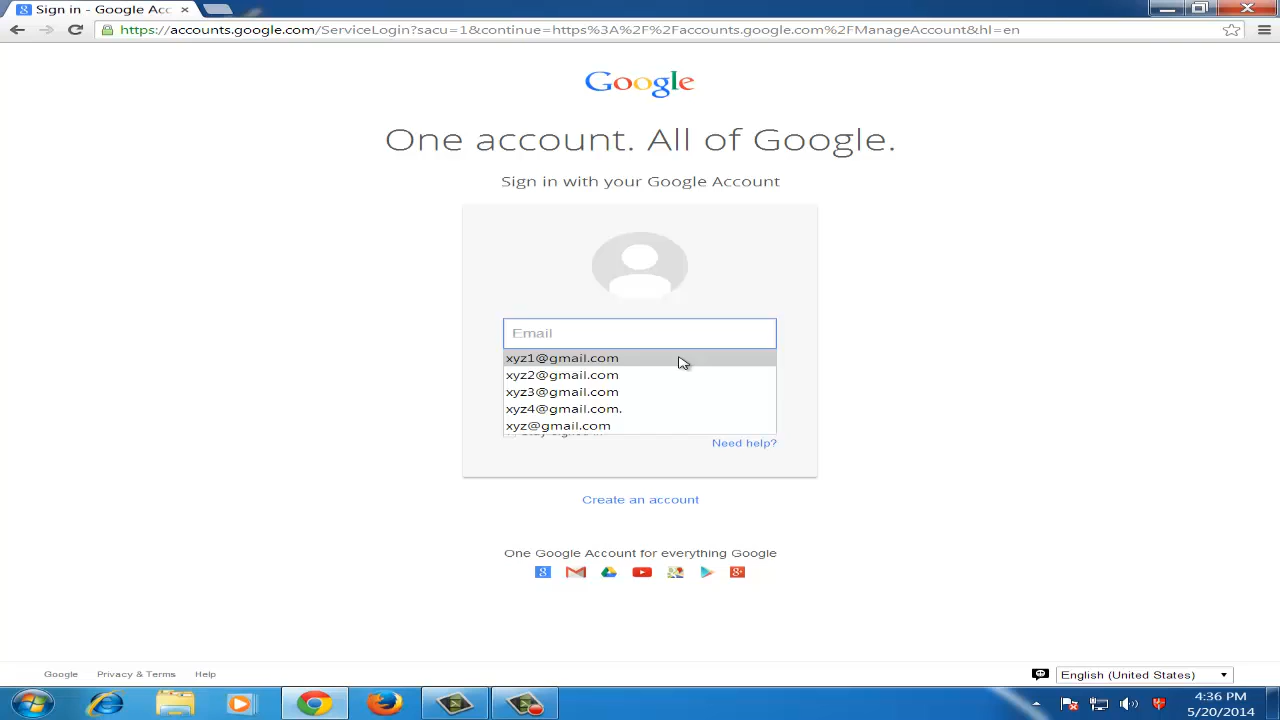 Sign in - Google Acc
https://accounts.google.com/ServiceLogin?sacu=1&continue=https%3A%2F%2Faccounts.google.com%2FManageAccount&hl=en
Google
One account. All of Google.
Sign in with your Google Account
Email
xyz1@gmail.com
xyz2@gmail.com
xyz3@gmail.com
xyz4@gmail.com.
xyz@gmail.com
Stay signed in
Need help?
Create an account
One Google Account for everything Google
Google
Privacy & Terms
Help
English (United States)
4:36 PM
5/20/2014